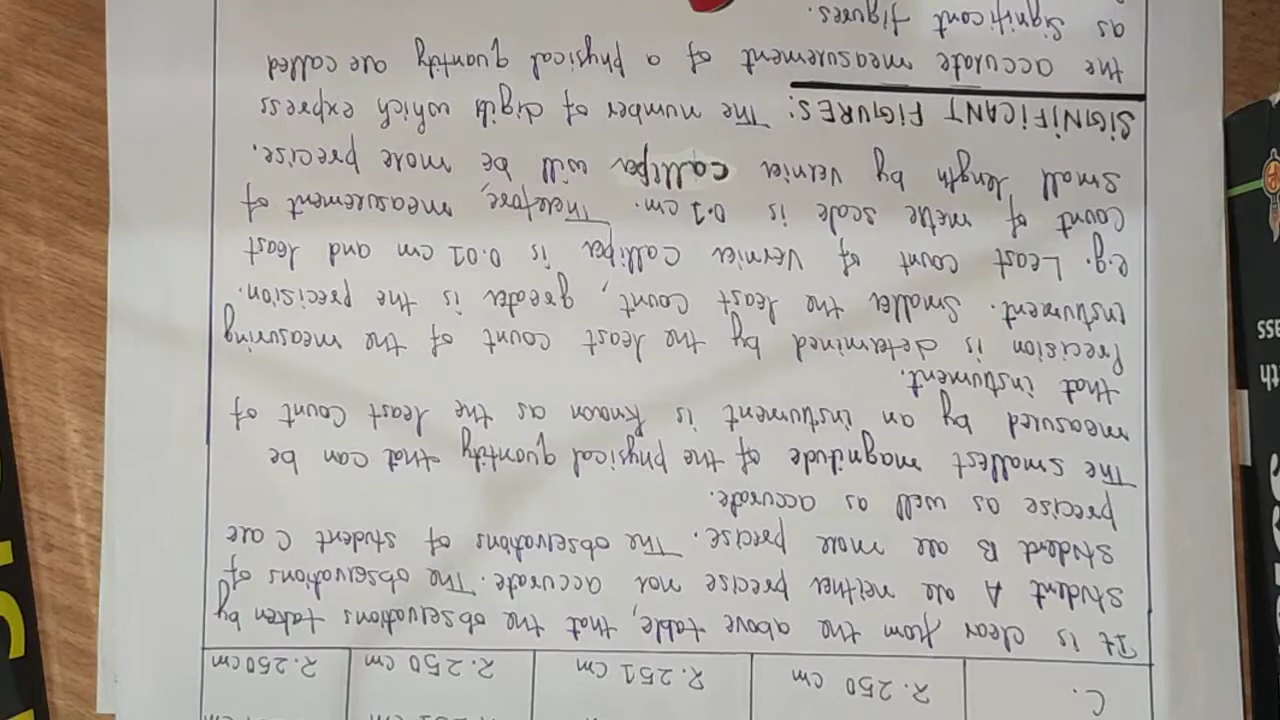 C. 2.250 cm 2.251 cm 2.250 cm 2.250cm
It is clear from the above table, that the observations taken by
student A are neither precise nor accurate. The observations of
student B are more precise. The observations of student C are
precise as well as accurate.
The smallest magnitude of the physical quantity that can be
measured by an instrument is known as the least count of
that instrument.
Precision is determined by the least count of the measuring
instrument. Smaller the least count, greater is the precision.
e.g. Least count of vernier calliper is 0.01 cm and least
count of metre scale is 0.1 cm. Therefore, measurement of
small length by vernier calliper will be more precise.
SIGNIFICANT FIGURES: The number of digits which express
the accurate measurement of a physical quantity are called
as significant figures.